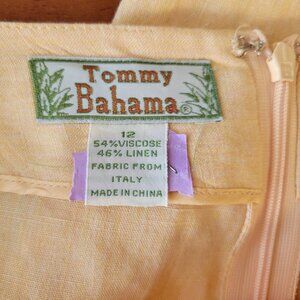 Tommy
Bahama
12
54% VISCOSE
46% LINEN
FABRIC FROM
ITALY
MADE IN CHINA